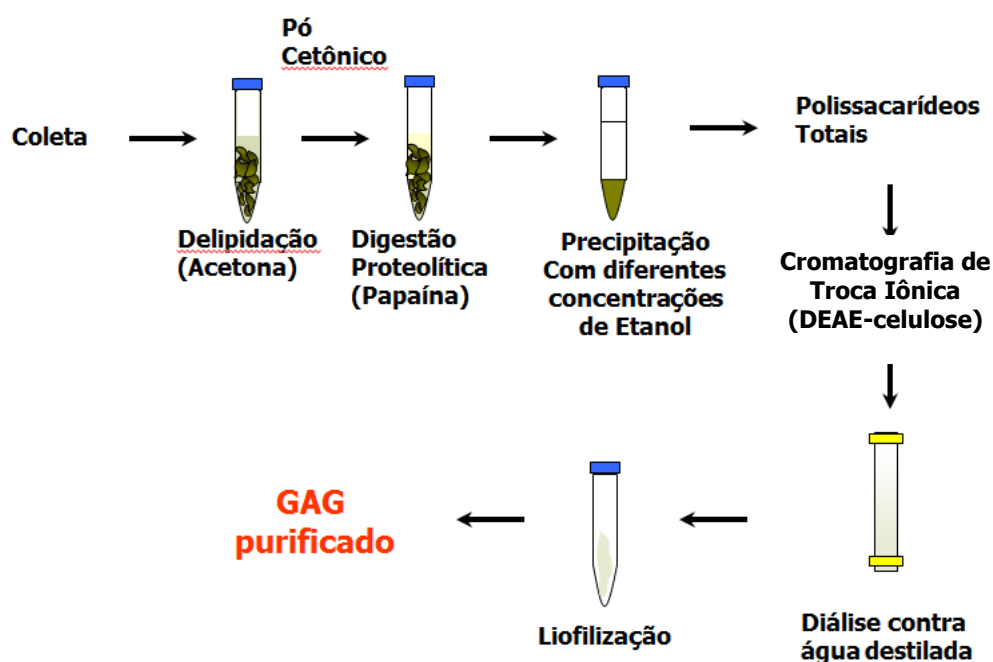 Pó
Cetônico
Coleta
Delipidação
(Acetona)
Digestão
Proteolítica
(Papaína)
Precipitação
Com diferentes
concentrações
de Etanol
Polissacarídeos
Totais
Cromatografia de
Troca Iônica
(DEAE-celulose)
Diálise contra
água destilada
Liofilização
GAG
purificado